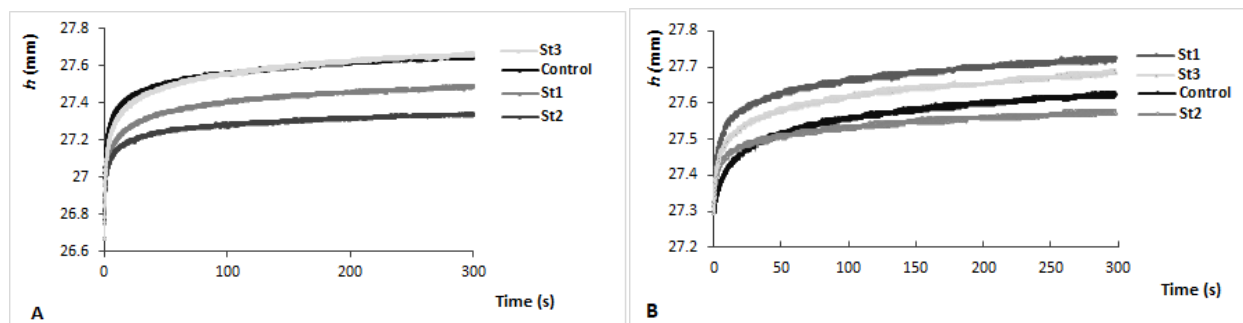 h (mm)
27.8
27.6
27.4
27.2
27
26.8
26.6
0
100
200
300
Time (s)
St3
Control
St1
St2
A
h (mm)
27.8
27.7
27.6
27.5
27.4
27.3
27.2
0
50
100
150
200
250
300
Time (s)
St1
St3
Control
St2
B